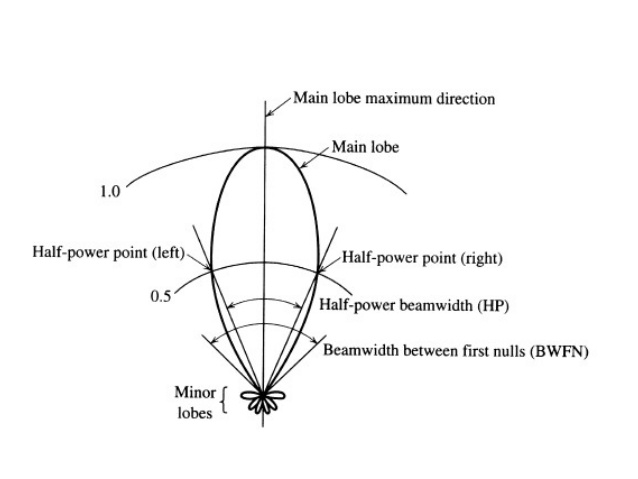 Main lobe maximum direction
Main lobe
1.0
Half-power point (left)
Half-power point (right)
0.5
Half-power beamwidth (HP)
Beamwidth between first nulls (BWFN)
Minor
lobes